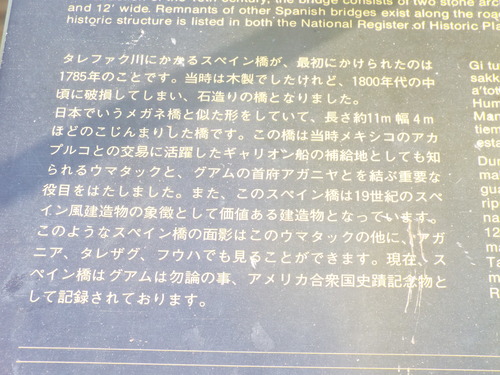 of the 19th century, the bridge consists of two stone arc
and 12' wide. Remnants of other Spanish bridges exist along the roa
historic structure is listed in both the National Register of Historic Pla
タレファク川にかかるスペイン橋が、最初にかけられたのは
1785年のことです。当時は木製でしたけれど、1800年代の中
頃に破損してしまい、石造りの橋となりました。
日本でいうメガネ橋と似た形をしていて、長さ約11m 幅 4 m
ほどのこじんまりした橋です。この橋は当時メキシコのアカ
プルコとの交易に活躍したギャリオン船の補給地としても知
られるウマタックと、グアムの首府アガニヤとを結ぶ重要な
役目をはたしました。また、このスペイン橋は19世紀のスペ
イン風建造物の象徴として価値ある建造物となっています。
このようなスペイン橋の面影はこのウマタックの他に、アガ
ニア、タレザグ、フウハでも見ることができます。現在、ス
ペイン橋はグアムは勿論の事、アメリカ合衆国史蹟記念物と
して記録されております。
Gi tu
sakk
a'tot
Hum
Man
tiem
esta
Du
ma
gu
rip
na
12
m
Ta
m
R